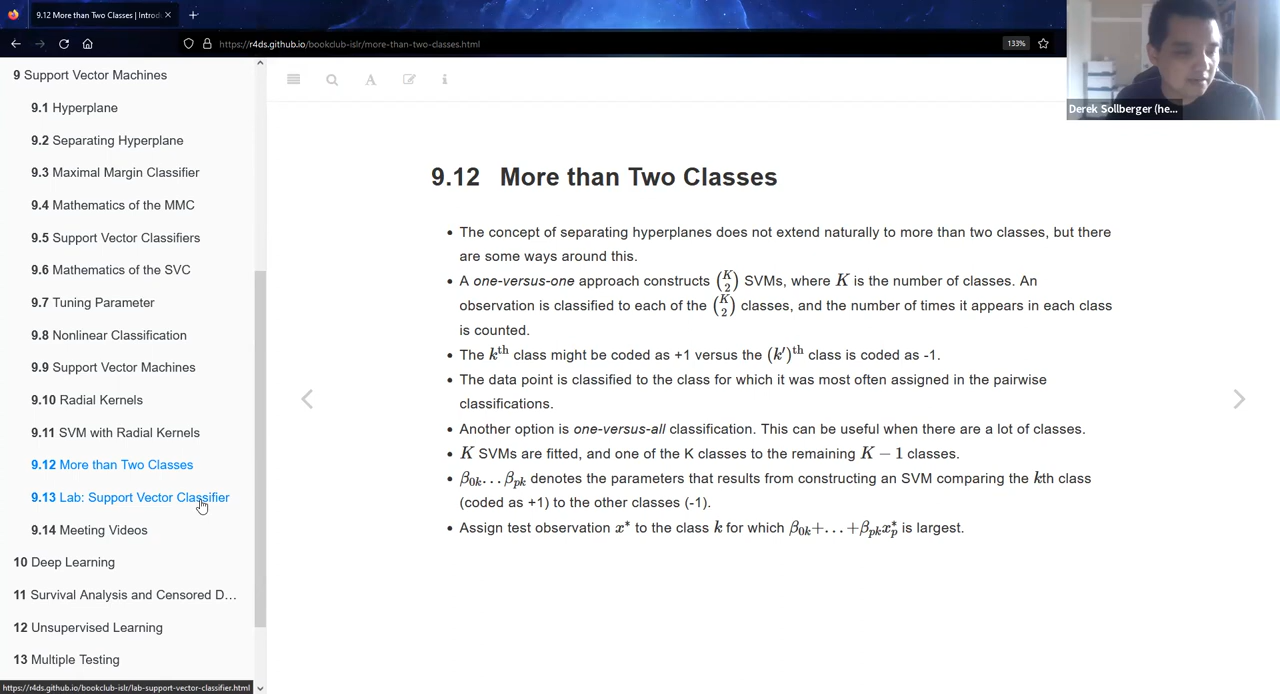 9.12 More than Two Classes | Introd
https://r4ds.github.io/bookclub-islr/more-than-two-classes.html
133%
Derek Sollberger (he...
9 Support Vector Machines
9.1 Hyperplane
9.2 Separating Hyperplane
9.3 Maximal Margin Classifier
9.4 Mathematics of the MMC
9.5 Support Vector Classifiers
9.6 Mathematics of the SVC
9.7 Tuning Parameter
9.8 Nonlinear Classification
9.9 Support Vector Machines
9.10 Radial Kernels
9.11 SVM with Radial Kernels
9.12 More than Two Classes
9.13 Lab: Support Vector Classifier
9.14 Meeting Videos
10 Deep Learning
11 Survival Analysis and Censored D…
12 Unsupervised Learning
13 Multiple Testing
https://r4ds.github.io/bookclub-islr/lab-support-vector-classifier.html
A
i
9.12 More than Two Classes
• The concept of separating hyperplanes does not extend naturally to more than two classes, but there
are some ways around this.
• A one-versus-one approach constructs (K 2) SVMs, where K is the number of classes. An
observation is classified to each of the (K 2) classes, and the number of times it appears in each class
is counted.
• The kth class might be coded as +1 versus the (k′)th class is coded as -1.
• The data point is classified to the class for which it was most often assigned in the pairwise
classifications.
• Another option is one-versus-all classification. This can be useful when there are a lot of classes.
• K SVMs are fitted, and one of the K classes to the remaining K − 1 classes.
• β0k… βpk denotes the parameters that results from constructing an SVM comparing the kth class
(coded as +1) to the other classes (-1).
• Assign test observation x* to the class k for which β0k+…+βpkx*p is largest.